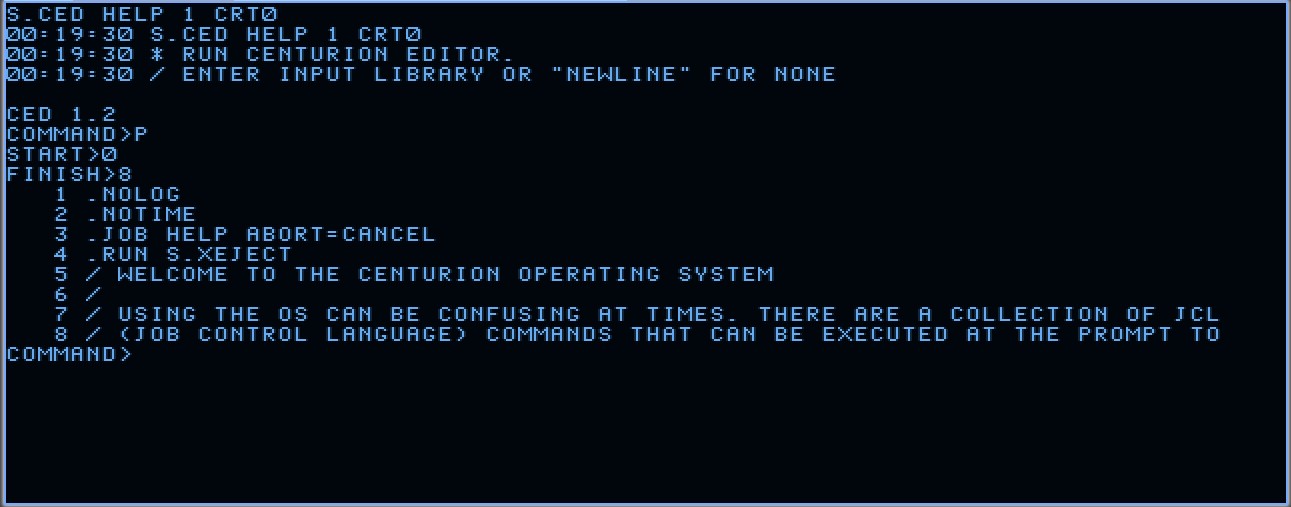 S.CED HELP 1 CRT0
00:19:30 S.CED HELP 1 CRT0
00:19:30 * RUN CENTURION EDITOR.
00:19:30 / ENTER INPUT LIBRARY OR "NEWLINE" FOR NONE
CED 1.2
COMMAND>P
START>0
FINISH>8
1 .NOLOG
2 .NOTIME
3 .JOB HELP ABORT=CANCEL
4 .RUN S.XEJECT
5 / WELCOME TO THE CENTURION OPERATING SYSTEM
6 /
7 / USING THE OS CAN BE CONFUSING AT TIMES. THERE ARE A COLLECTION OF JCL
8 / (JOB CONTROL LANGUAGE) COMMANDS THAT CAN BE EXECUTED AT THE PROMPT TO
COMMAND>